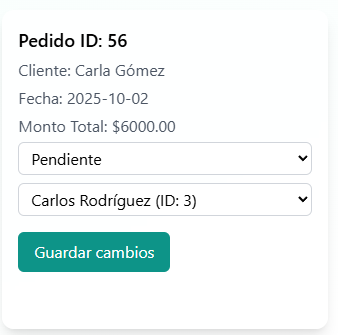 Pedido ID: 56
Cliente: Carla Gómez
Fecha: 2025-10-02
Monto Total: $6000.00
Pendiente
Carlos Rodríguez (ID: 3)
Guardar cambios